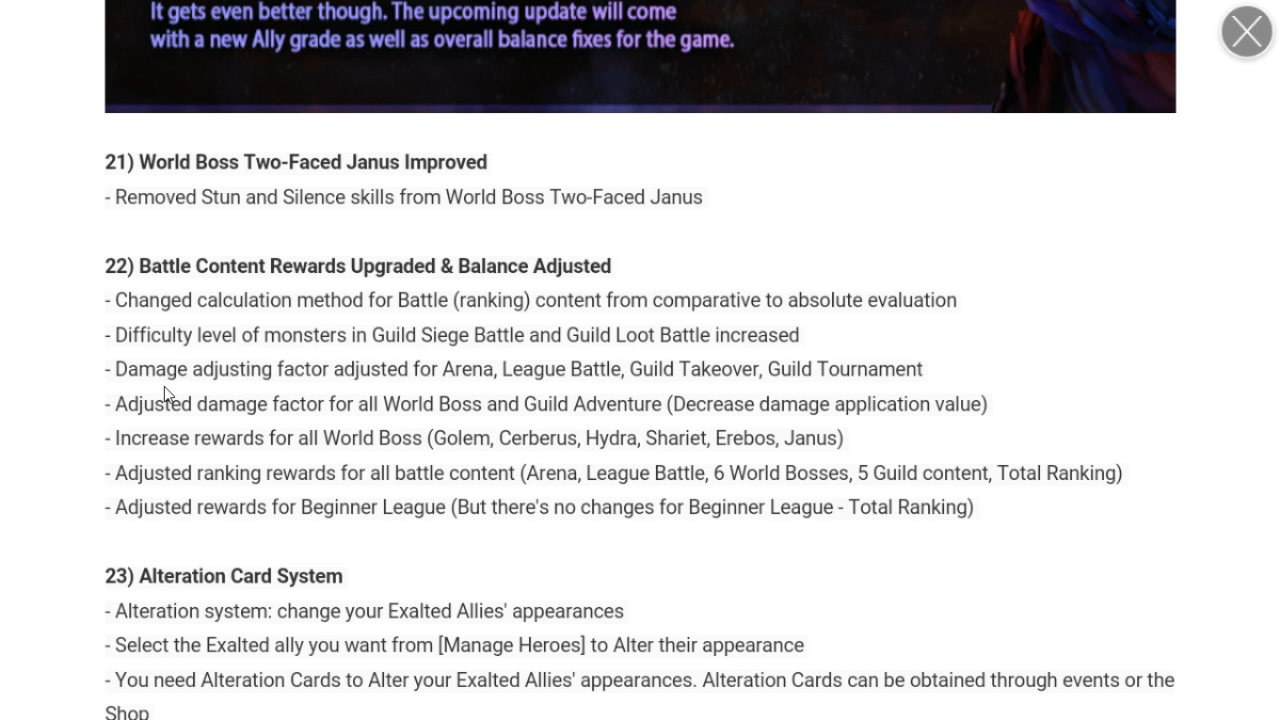 It gets even better though. The upcoming update will come
with a new Ally grade as well as overall balance fixes for the game.
21) World Boss Two-Faced Janus Improved
- Removed Stun and Silence skills from World Boss Two-Faced Janus
22) Battle Content Rewards Upgraded & Balance Adjusted
- Changed calculation method for Battle (ranking) content from comparative to absolute evaluation
- Difficulty level of monsters in Guild Siege Battle and Guild Loot Battle increased
- Damage adjusting factor adjusted for Arena, League Battle, Guild Takeover, Guild Tournament
- Adjusted damage factor for all World Boss and Guild Adventure (Decrease damage application value)
- Increase rewards for all World Boss (Golem, Cerberus, Hydra, Shariet, Erebos, Janus)
- Adjusted ranking rewards for all battle content (Arena, League Battle, 6 World Bosses, 5 Guild content, Total Ranking)
- Adjusted rewards for Beginner League (But there's no changes for Beginner League - Total Ranking)
23) Alteration Card System
- Alteration system: change your Exalted Allies' appearances
- Select the Exalted ally you want from [Manage Heroes] to Alter their appearance
- You need Alteration Cards to Alter your Exalted Allies' appearances. Alteration Cards can be obtained through events or the
Shop